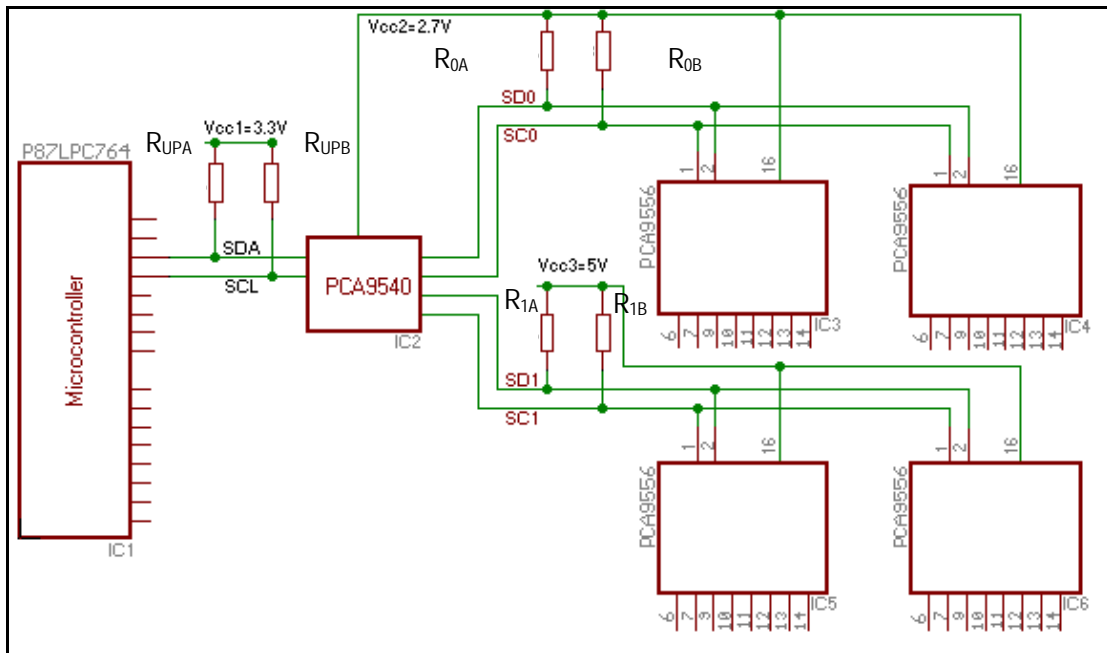 Vcc2=2.7V
R0A
R0B
SD0
SC0
Vcc1=3.3V
RUPA
RUPB
P87LPC764
Microcontroller
IC1
SDA
SCL
PCA9540
IC2
1
2
16
PCA9556
IC3
6
7
9
10
11
12
13
14
1
2
16
PCA9556
IC4
6
7
9
10
11
12
13
14
Vcc3=5V
R1A
R1B
SD1
SC1
1
2
16
PCA9556
IC5
6
7
9
10
11
12
13
14
1
2
16
PCA9556
IC6
6
7
9
10
11
12
13
14